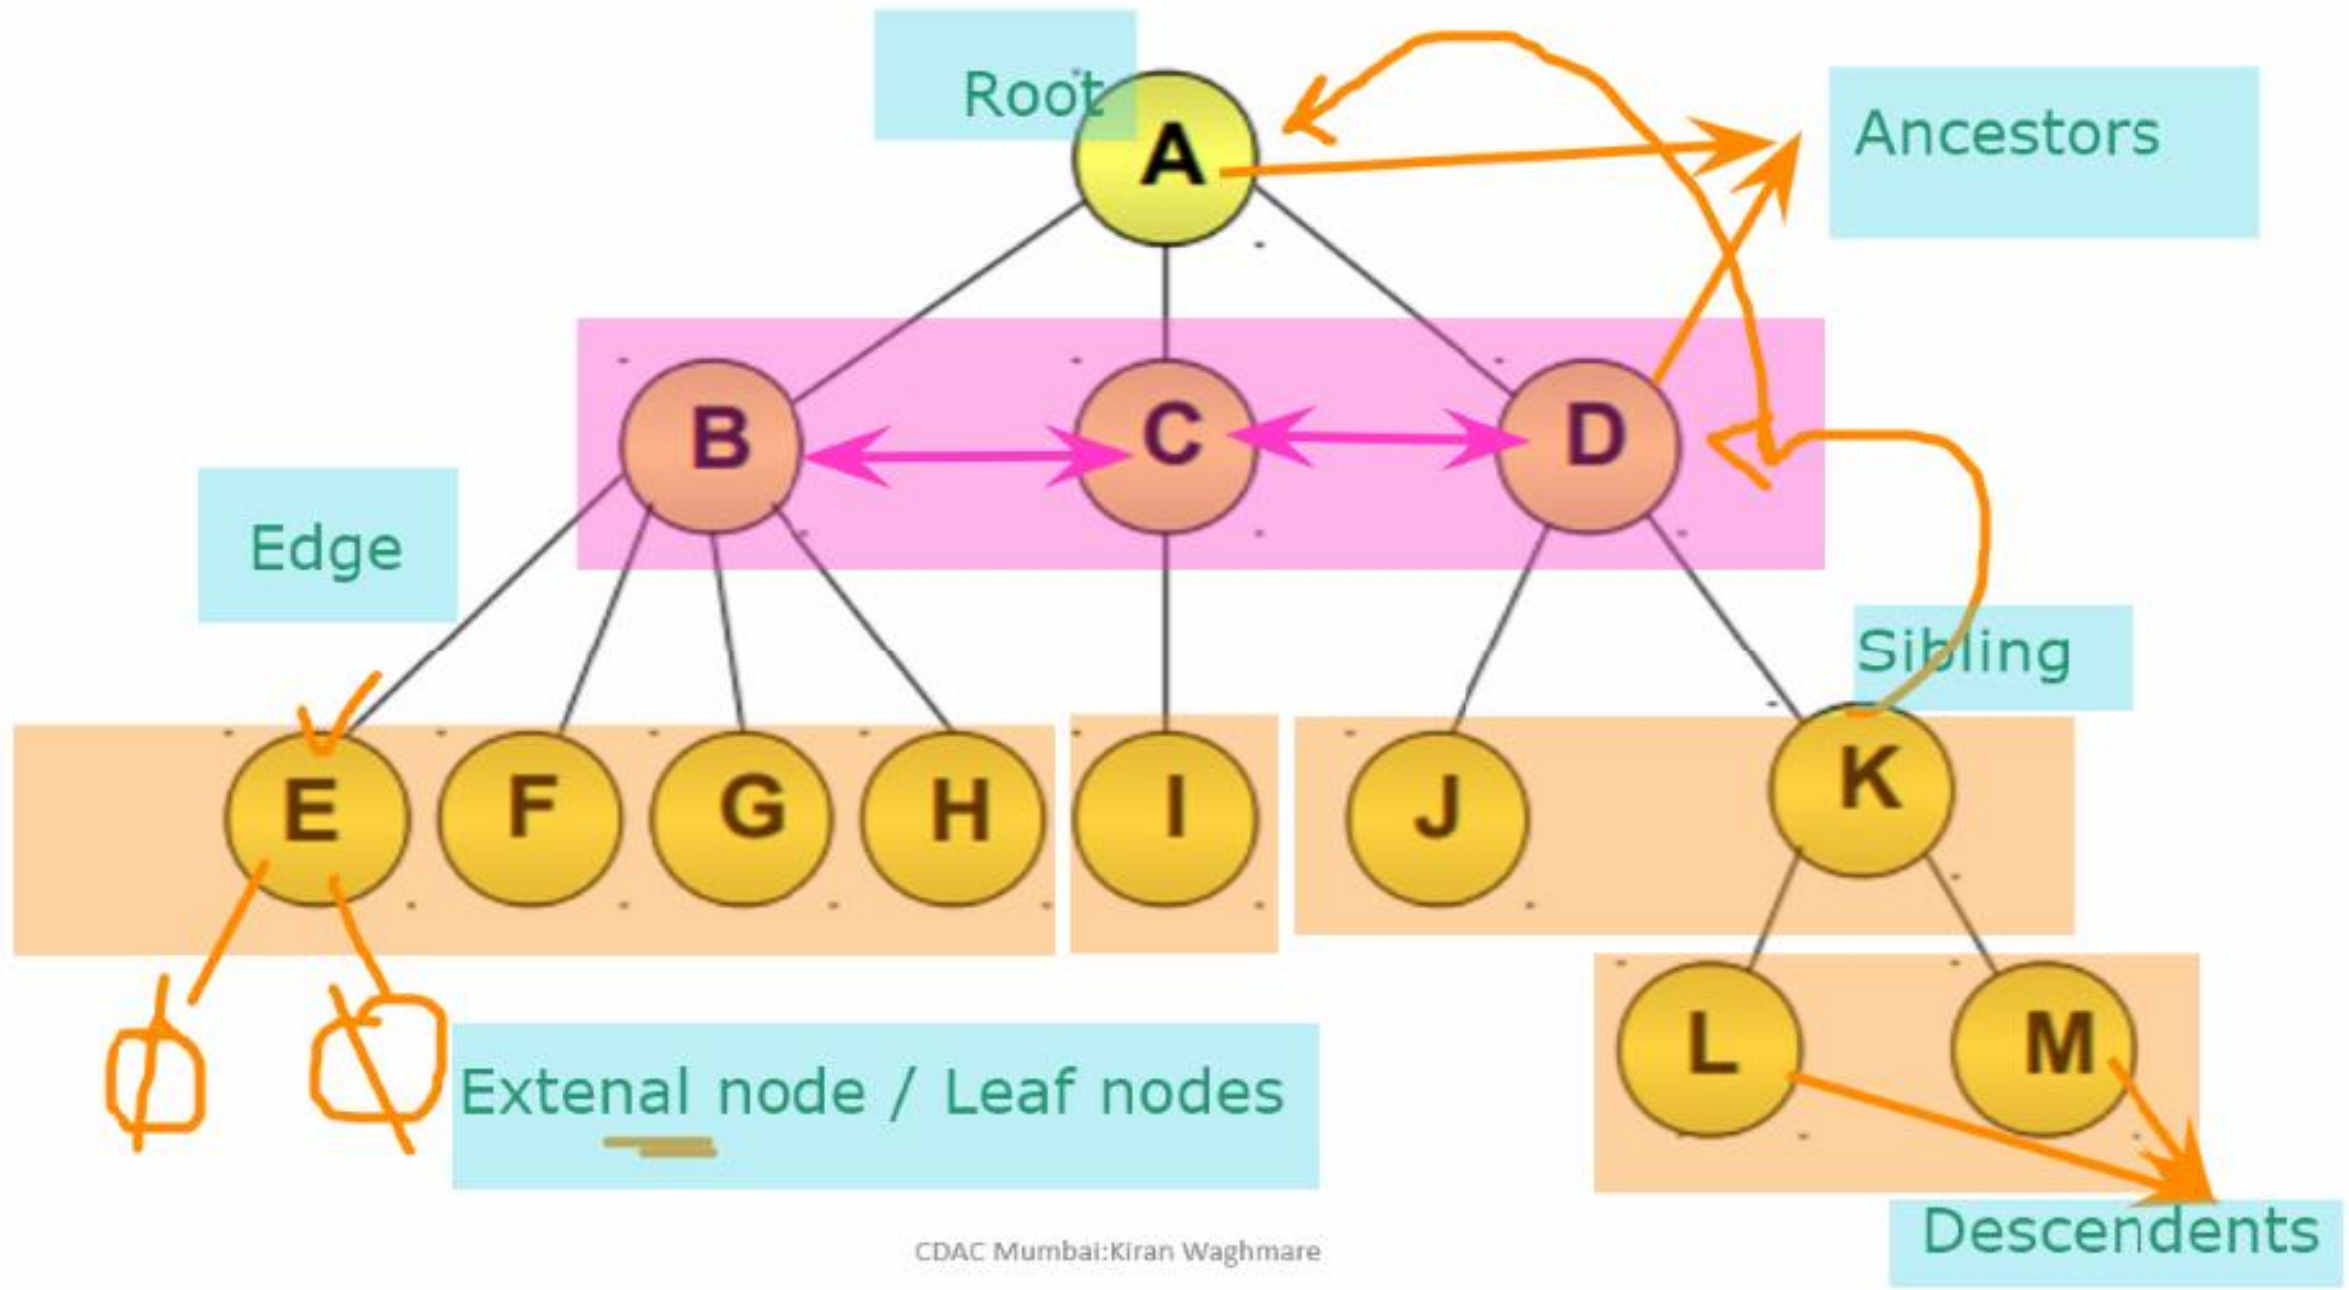 Root
A
Ancestors
B
C
D
Edge
Sibling
E
F
G
H
I
J
K
L
M
Extenal node / Leaf nodes
Descendents
CDAC Mumbai:Kiran Waghmare